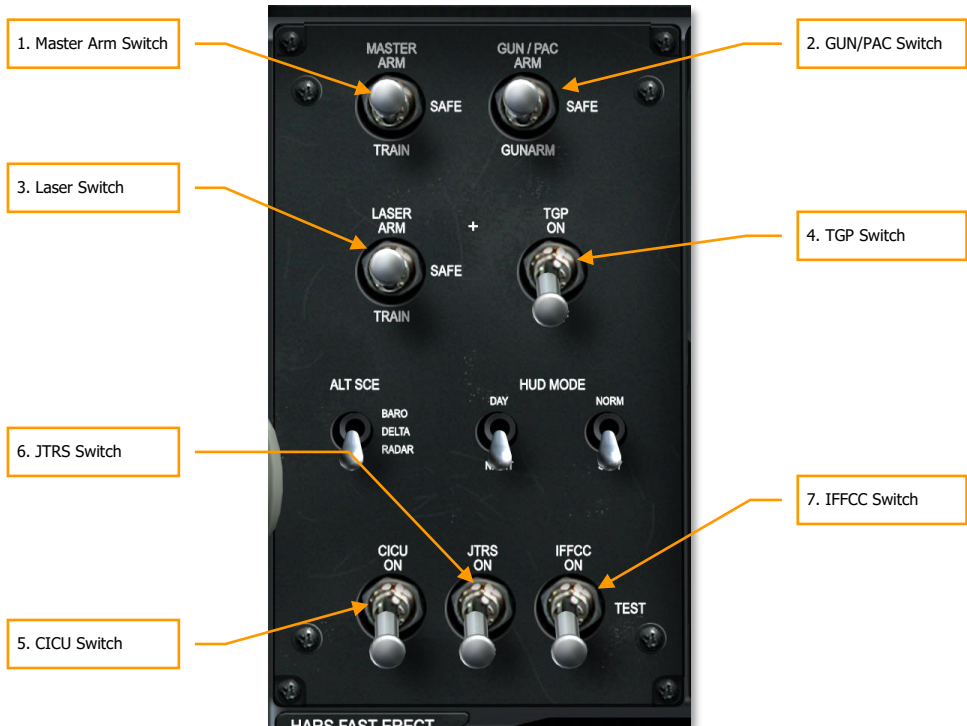 1. Master Arm Switch
2. GUN/PAC Switch
MASTER
ARM
SAFE
TRAIN
GUN / PAC
ARM
SAFE
GUNARM
3. Laser Switch
4. TGP Switch
LASER
ARM
SAFE
TRAIN
TGP
ON
ALT SCE
BARO
DELTA
RADAR
HUD MODE
DAY
NORM
6. JTRS Switch
7. IFFCC Switch
CICU
ON
JTRS
ON
IFFCC
ON
TEST
5. CICU Switch
HARS FAST ERECT